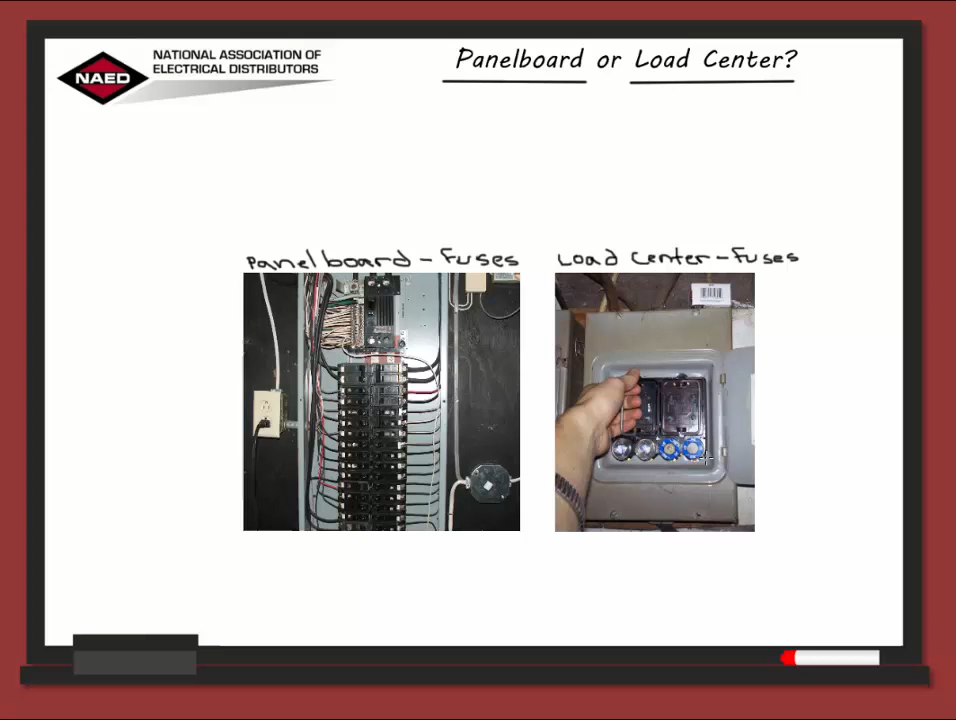 NAED
NATIONAL ASSOCIATION OF
ELECTRICAL DISTRIBUTORS
Panelboard or Load Center?
Panelboard - Fuses
Load Center - Fuses